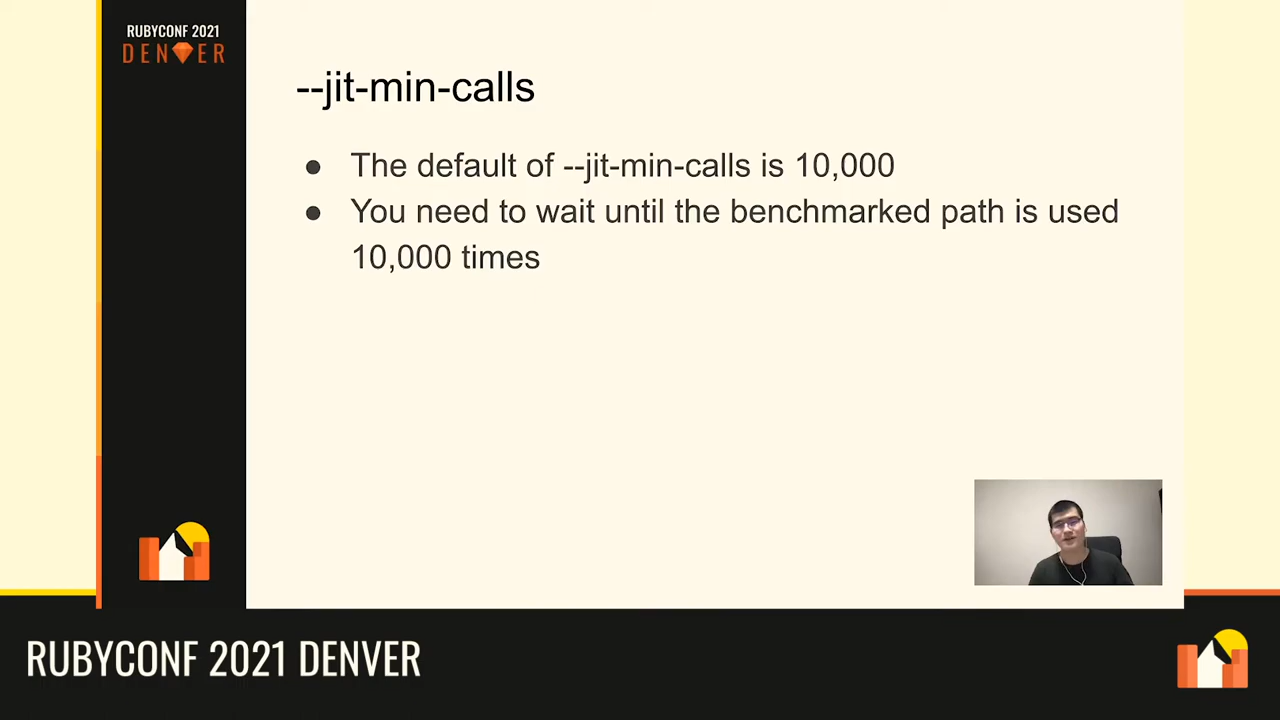 RUBYCONF 2021
DENVER
--jit-min-calls
● The default of --jit-min-calls is 10,000
● You need to wait until the benchmarked path is used
10,000 times
RUBYCONF 2021 DENVER